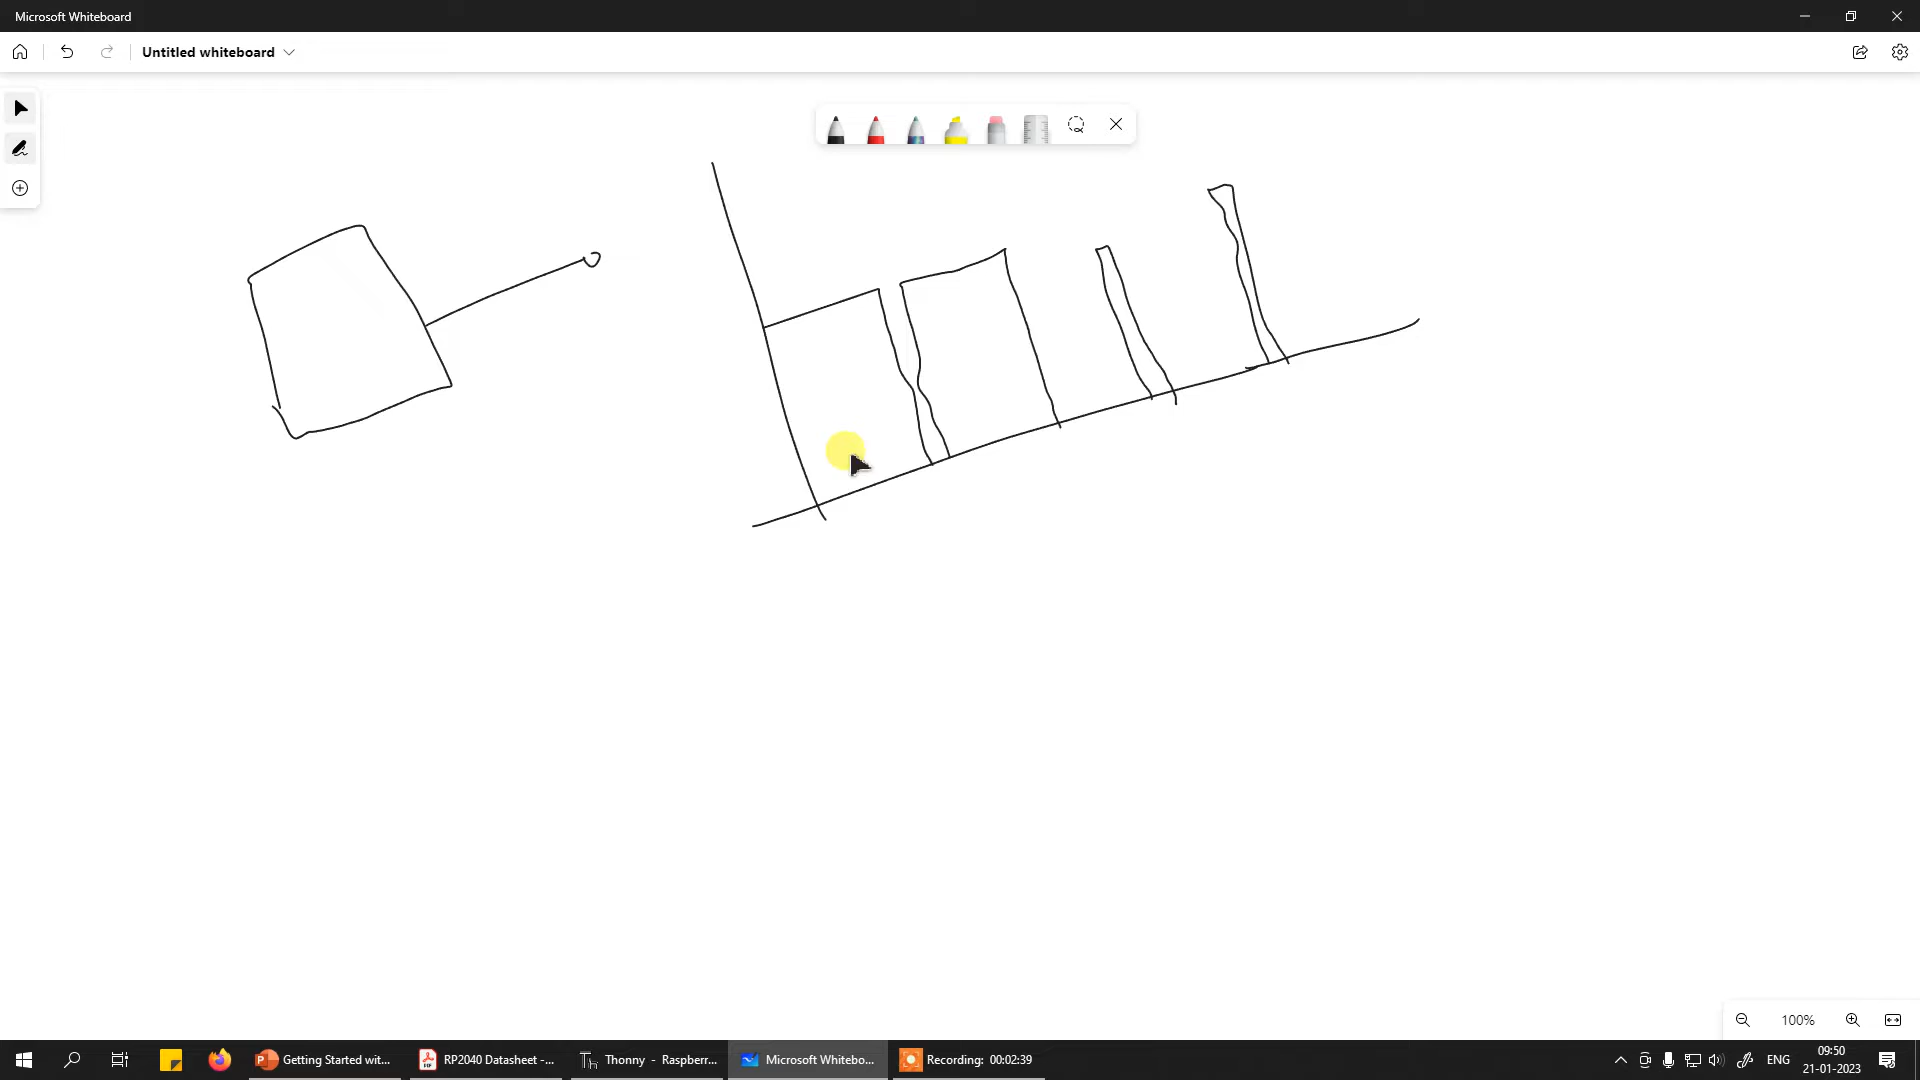 Microsoft Whiteboard
Untitled whiteboard
100%
Getting Started wit...
RP2040 Datasheet -...
Thonny - Raspberr...
Microsoft Whitebo...
Recording: 00:02:39
ENG
09:50
21-01-2023